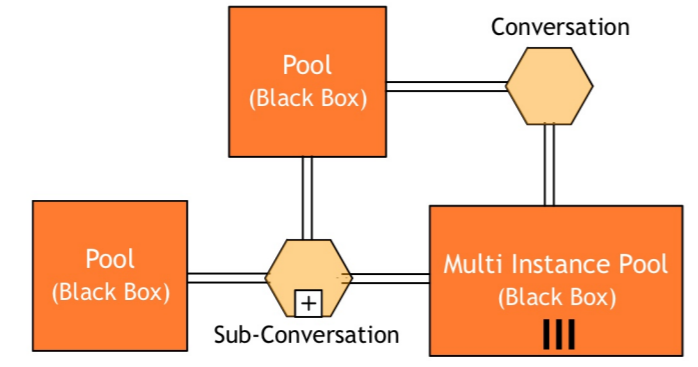 Conversation
Pool
(Black Box)
Pool
(Black Box)
Multi Instance Pool
(Black Box)
+
Sub-Conversation